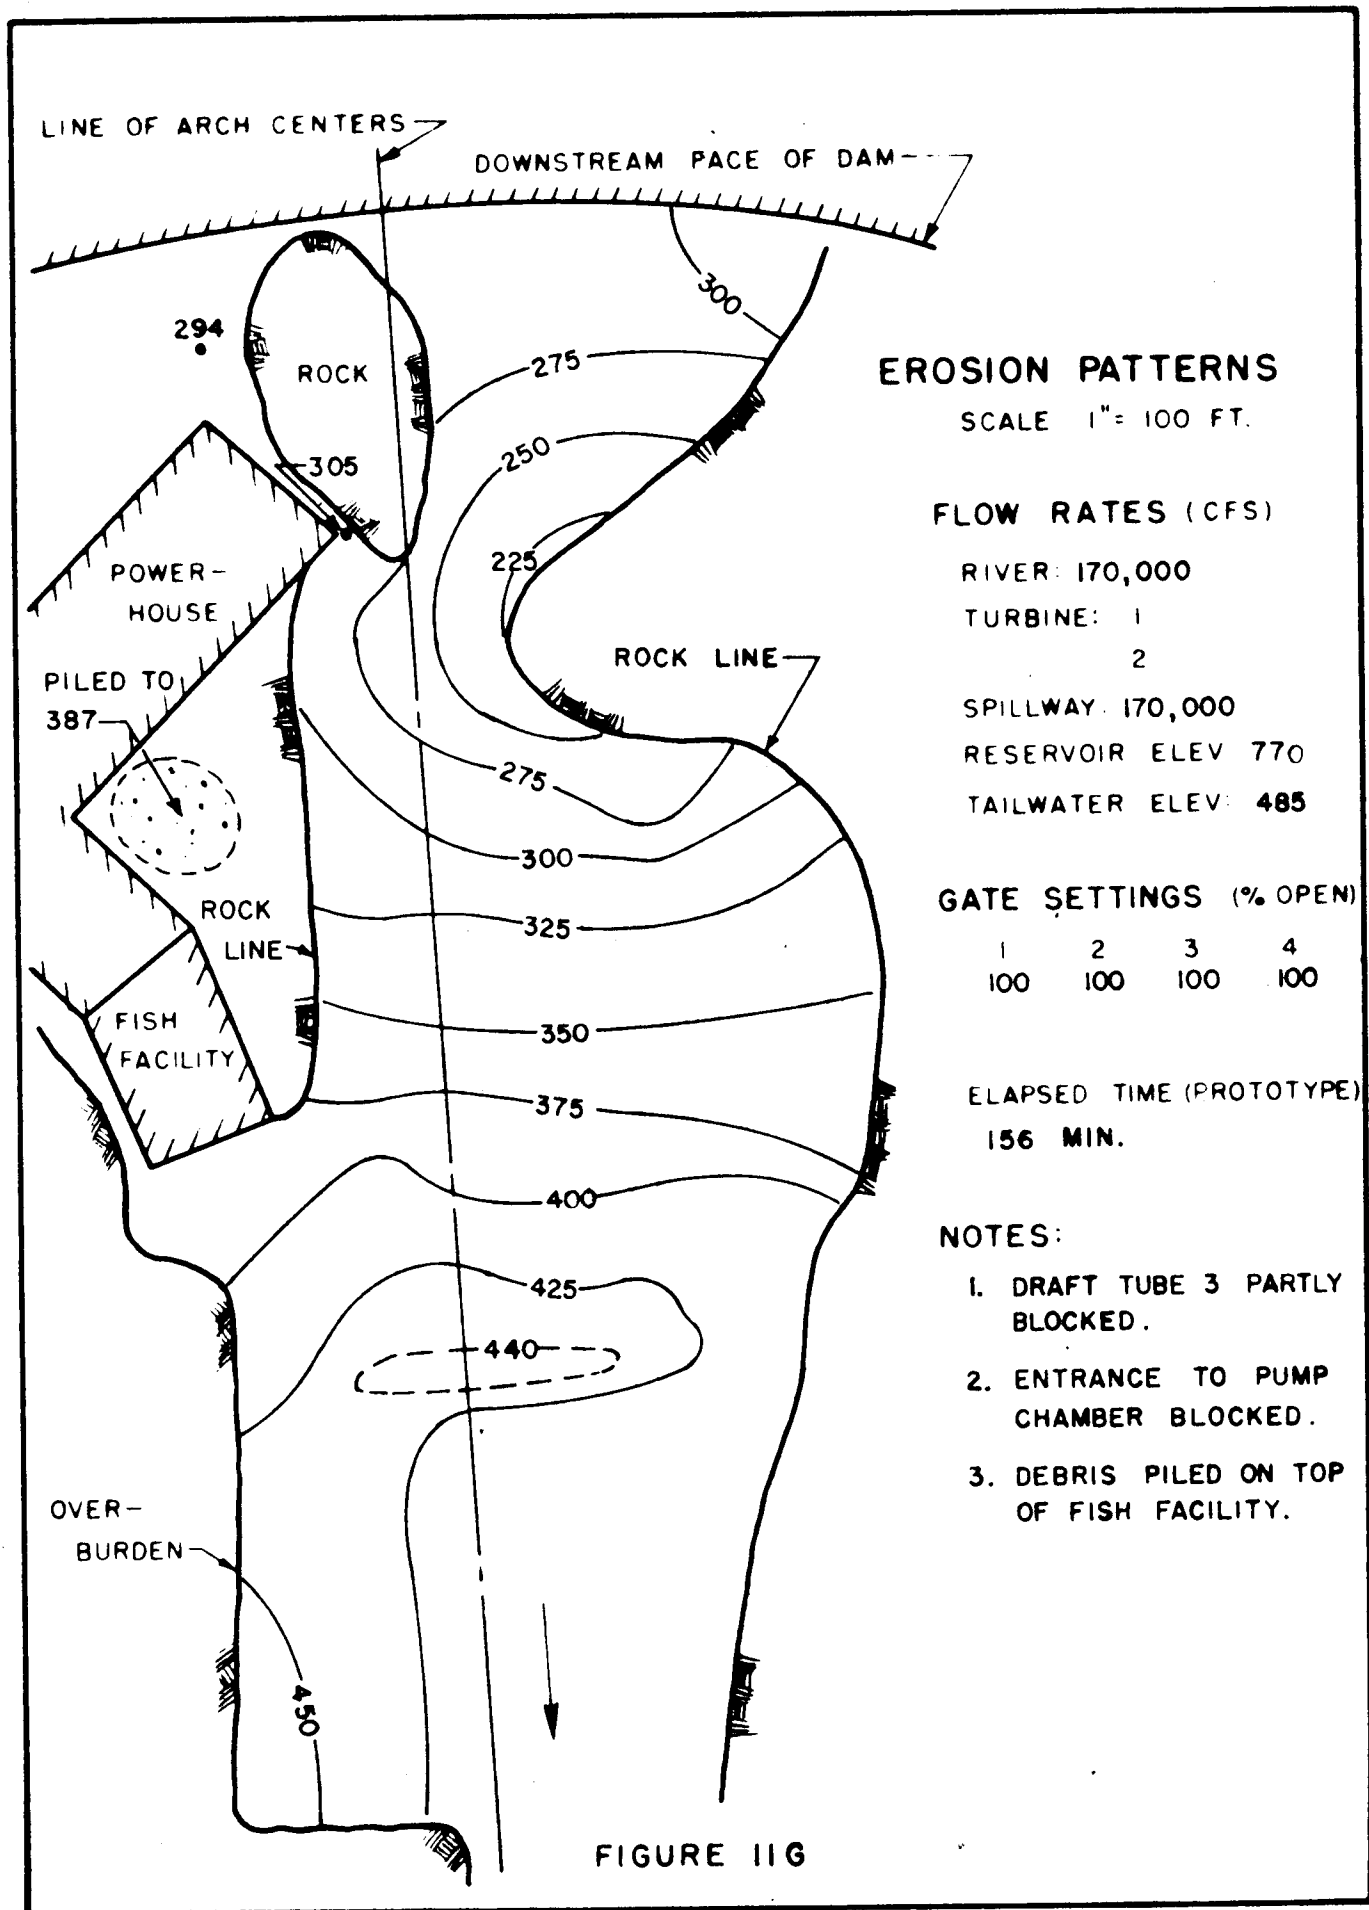 LINE OF ARCH CENTERS
DOWNSTREAM PACE OF DAM
300
294
275
ROCK
EROSION PATTERNS
SCALE 1"= 100 FT.
250
305
FLOW RATES (CFS)
225
POWER-
HOUSE
RIVER: 170,000
TURBINE: 1
2
ROCK LINE
PILED TO
387
SPILLWAY: 170,000
RESERVOIR ELEV 770
275
TAILWATER ELEV: 485
300
GATE SETTINGS (% OPEN)
1 2 3 4
100 100 100 100
ROCK
LINE
325
FISH
FACILITY
350
375
ELAPSED TIME (PROTOTYPE)
156 MIN.
400
NOTES:
425
1. DRAFT TUBE 3 PARTLY
BLOCKED.
440
2. ENTRANCE TO PUMP
CHAMBER BLOCKED.
3. DEBRIS PILED ON TOP
OF FISH FACILITY.
OVER-
BURDEN
450
FIGURE 11G